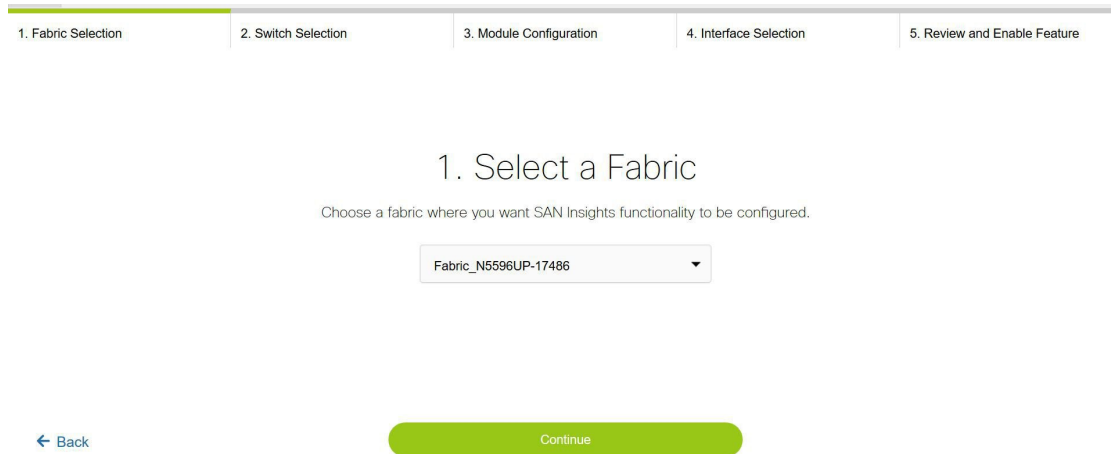 1. Fabric Selection
2. Switch Selection
3. Module Configuration
4. Interface Selection
5. Review and Enable Feature
1. Select a Fabric
Choose a fabric where you want SAN Insights functionality to be configured.
Fabric_N5596UP-17486
Back
Continue